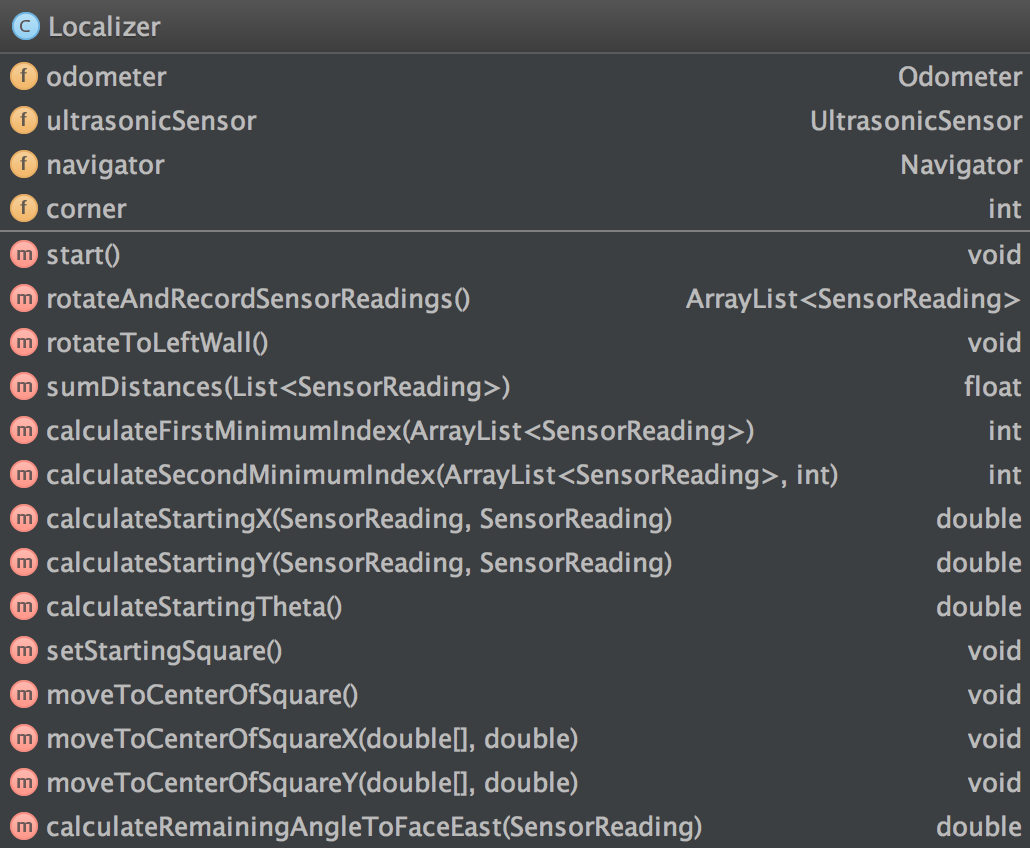 C Localizer
f odometer Odometer
f ultrasonicSensor UltrasonicSensor
f navigator Navigator
f corner int
m start() void
m rotateAndRecordSensorReadings() ArrayList<SensorReading>
m rotateToLeftWall() void
m sumDistances(List<SensorReading>) float
m calculateFirstMinimumIndex(ArrayList<SensorReading>) int
m calculateSecondMinimumIndex(ArrayList<SensorReading>, int) int
m calculateStartingX(SensorReading, SensorReading) double
m calculateStartingY(SensorReading, SensorReading) double
m calculateStartingTheta() double
m setStartingSquare() void
m moveToCenterOfSquare() void
m moveToCenterOfSquareX(double[], double) void
m moveToCenterOfSquareY(double[], double) void
m calculateRemainingAngleToFaceEast(SensorReading) double